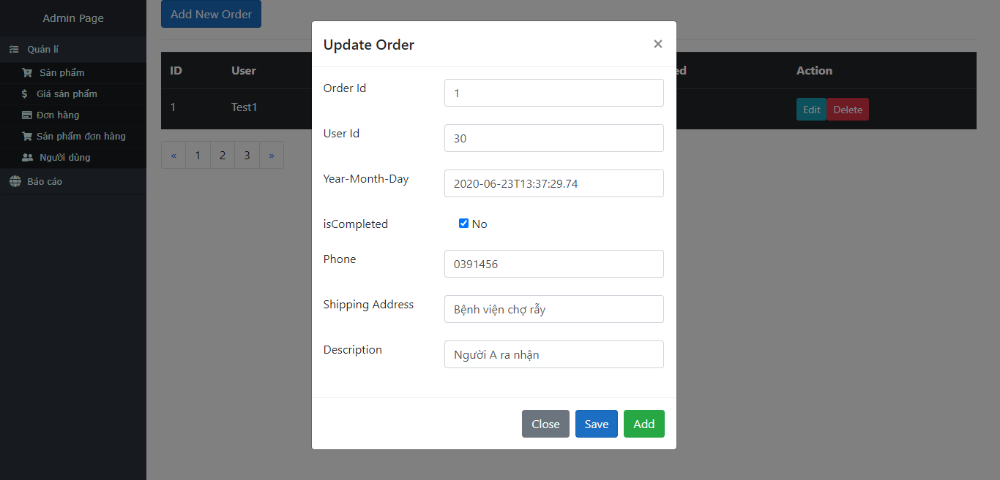 Admin Page
Quản lí
Sản phẩm
Giá sản phẩm
Đơn hàng
Sản phẩm đơn hàng
Người dùng
Báo cáo
Add New Order
ID User ed Action
1 Test1 Edit Delete
« 1 2 3 »
Update Order ×
Order Id 1
User Id 30
Year-Month-Day 2020-06-23T13:37:29.74
isCompleted No
Phone 0391456
Shipping Address Bệnh viện chợ rẫy
Description Người A ra nhận
Close Save Add